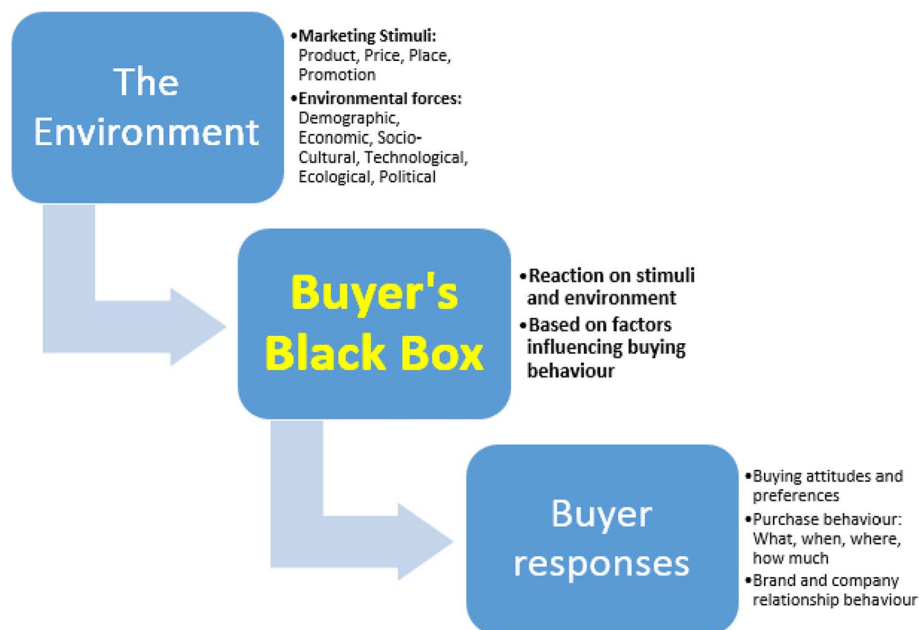 The
Environment
•Marketing Stimuli:
Product, Price, Place,
Promotion
•Environmental forces:
Demographic,
Economic, Socio-
Cultural, Technological,
Ecological, Political
Buyer's
Black Box
•Reaction on stimuli
and environment
•Based on factors
influencing buying
behaviour
Buyer
responses
•Buying attitudes and
preferences
•Purchase behaviour:
What, when, where,
how much
•Brand and company
relationship behaviour